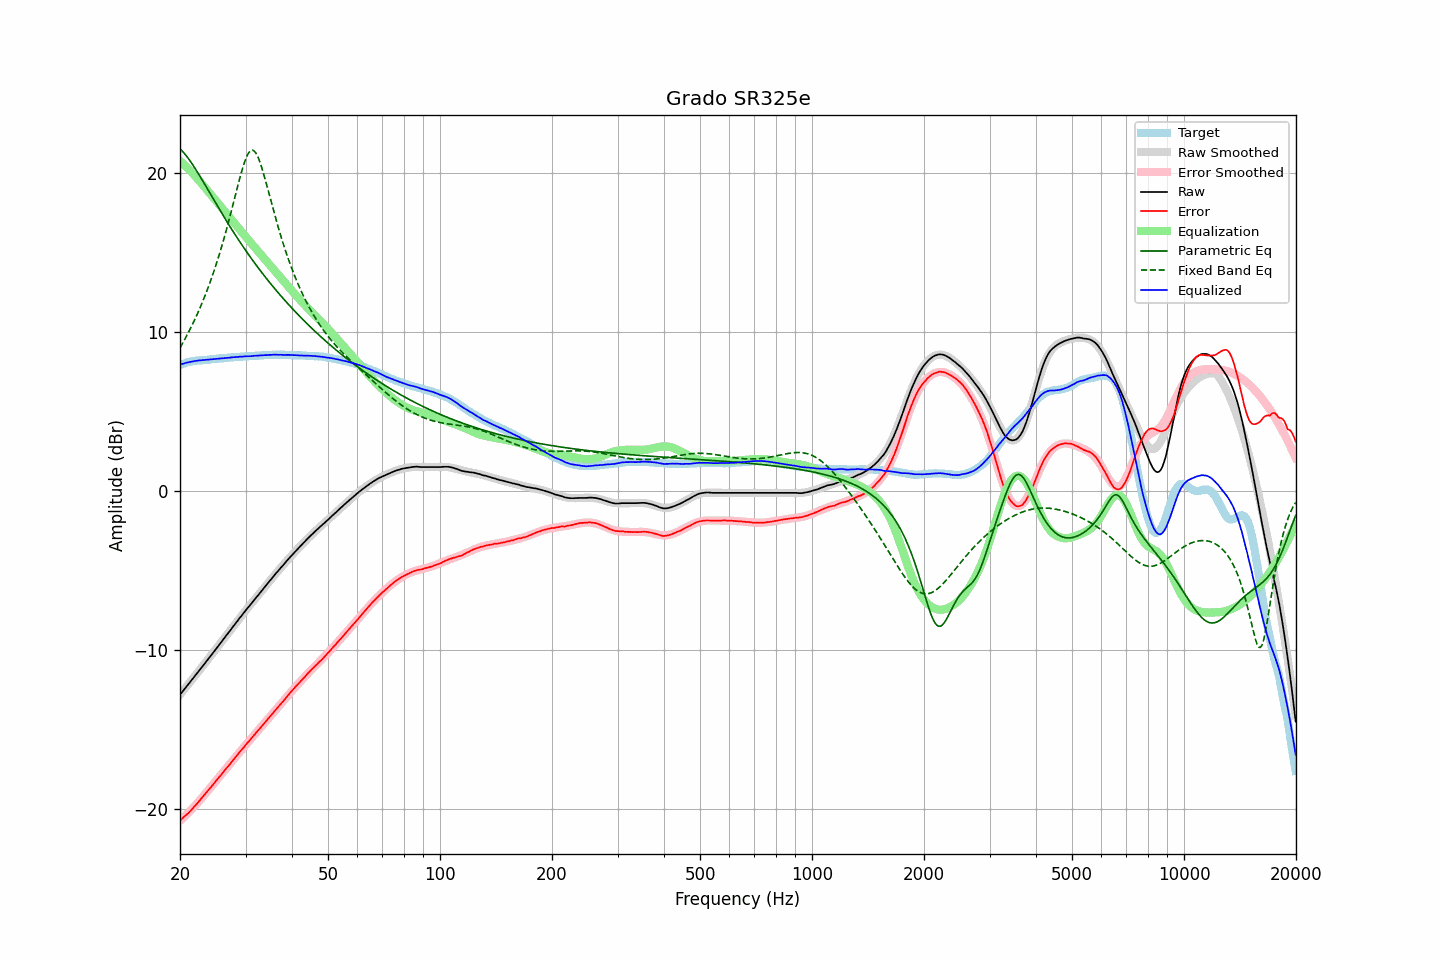 Grado SR325e
Target
Raw Smoothed
Error Smoothed
Raw
Error
Equalization
Parametric Eq
Fixed Band Eq
Equalized
Amplitude (dBr)
20
10
0
−10
−20
20 50 100 200 500 1000 2000 5000 10000 20000
Frequency (Hz)